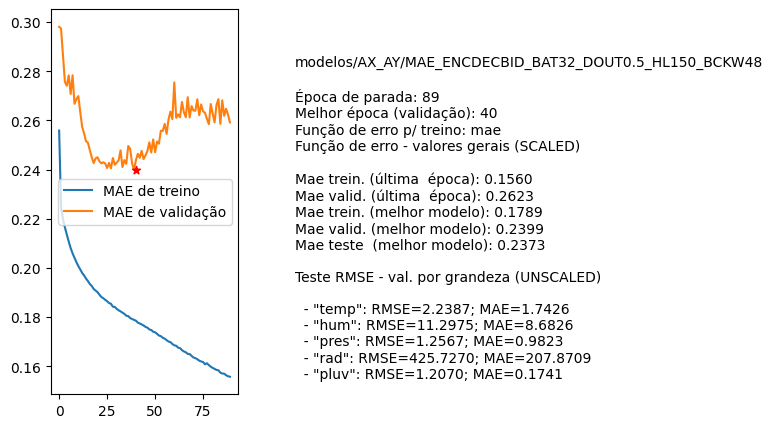 0.30
0.28
0.26
0.24
0.22
0.20
0.18
0.16
0
25
50
75
MAE de treino
MAE de validação
modelos/AX_AY/MAE_ENCDECBID_BAT32_DOUT0.5_HL150_BCKW48
Época de parada: 89
Melhor época (validação): 40
Função de erro p/ treino: mae
Função de erro - valores gerais (SCALED)
Mae trein. (última  época): 0.1560
Mae valid. (última  época): 0.2623
Mae trein. (melhor modelo): 0.1789
Mae valid. (melhor modelo): 0.2399
Mae teste  (melhor modelo): 0.2373
Teste RMSE - val. por grandeza (UNSCALED)
- "temp": RMSE=2.2387; MAE=1.7426
- "hum": RMSE=11.2975; MAE=8.6826
- "pres": RMSE=1.2567; MAE=0.9823
- "rad": RMSE=425.7270; MAE=207.8709
- "pluv": RMSE=1.2070; MAE=0.1741